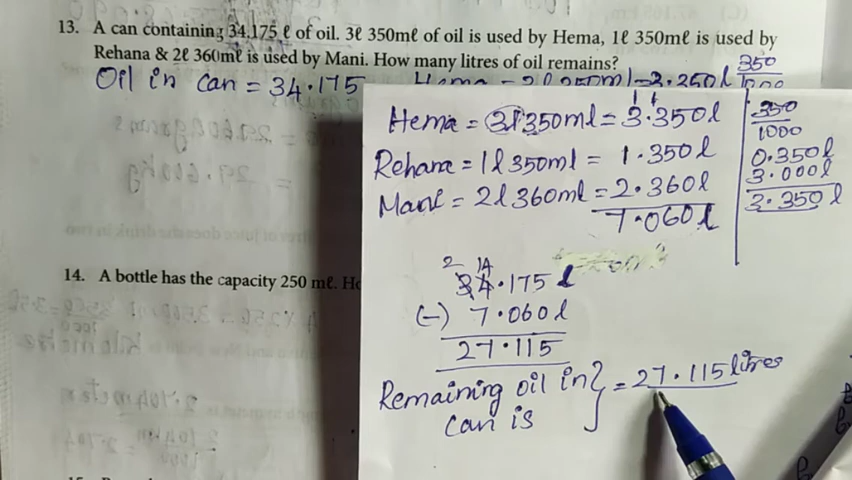 13. A can containing 34.175 ℓ of oil. 3ℓ 350mℓ of oil is used by Hema, 1ℓ 350mℓ is used by
Rehana & 2ℓ 360mℓ is used by Mani. How many litres of oil remains?
Oil in can = 34.175
350
1000
Hema = 3l 350ml = 3.350l
Rehana = 1l 350ml = 1.350l
Mani = 2l 360ml = 2.360l
7.060l
350
1000
0.350l
3.000l
3.350l
2 14
34.175 l
(-) 7.060l
27.115
Remaining oil in } = 27.115 litres
can is
14. A bottle has the capacity 250 mℓ.